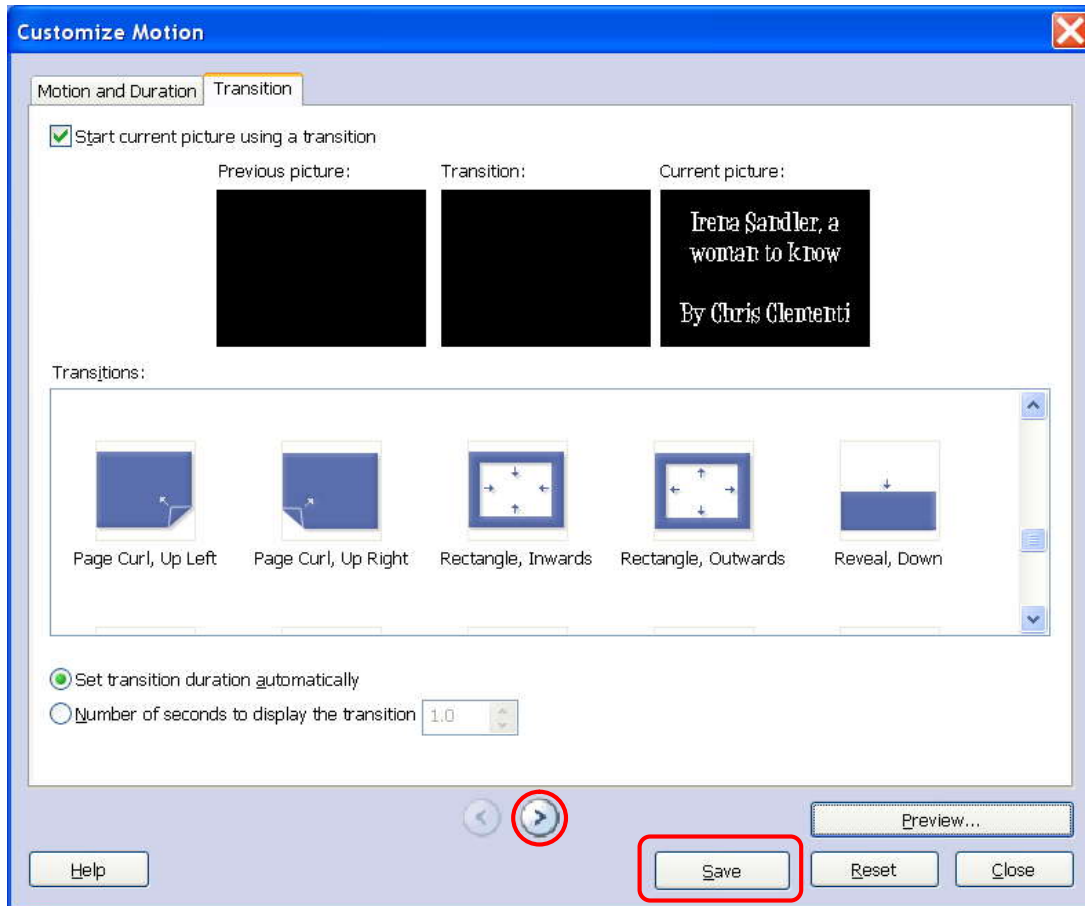 Customize Motion
Motion and Duration
Transition
Start current picture using a transition
Previous picture:
Transition:
Current picture:
Irena Sandler, a
woman to know
By Chris Clementi
Transitions:
Page Curl, Up Left
Page Curl, Up Right
Rectangle, Inwards
Rectangle, Outwards
Reveal, Down
Set transition duration automatically
Number of seconds to display the transition
1.0
Preview...
Help
Save
Reset
Close